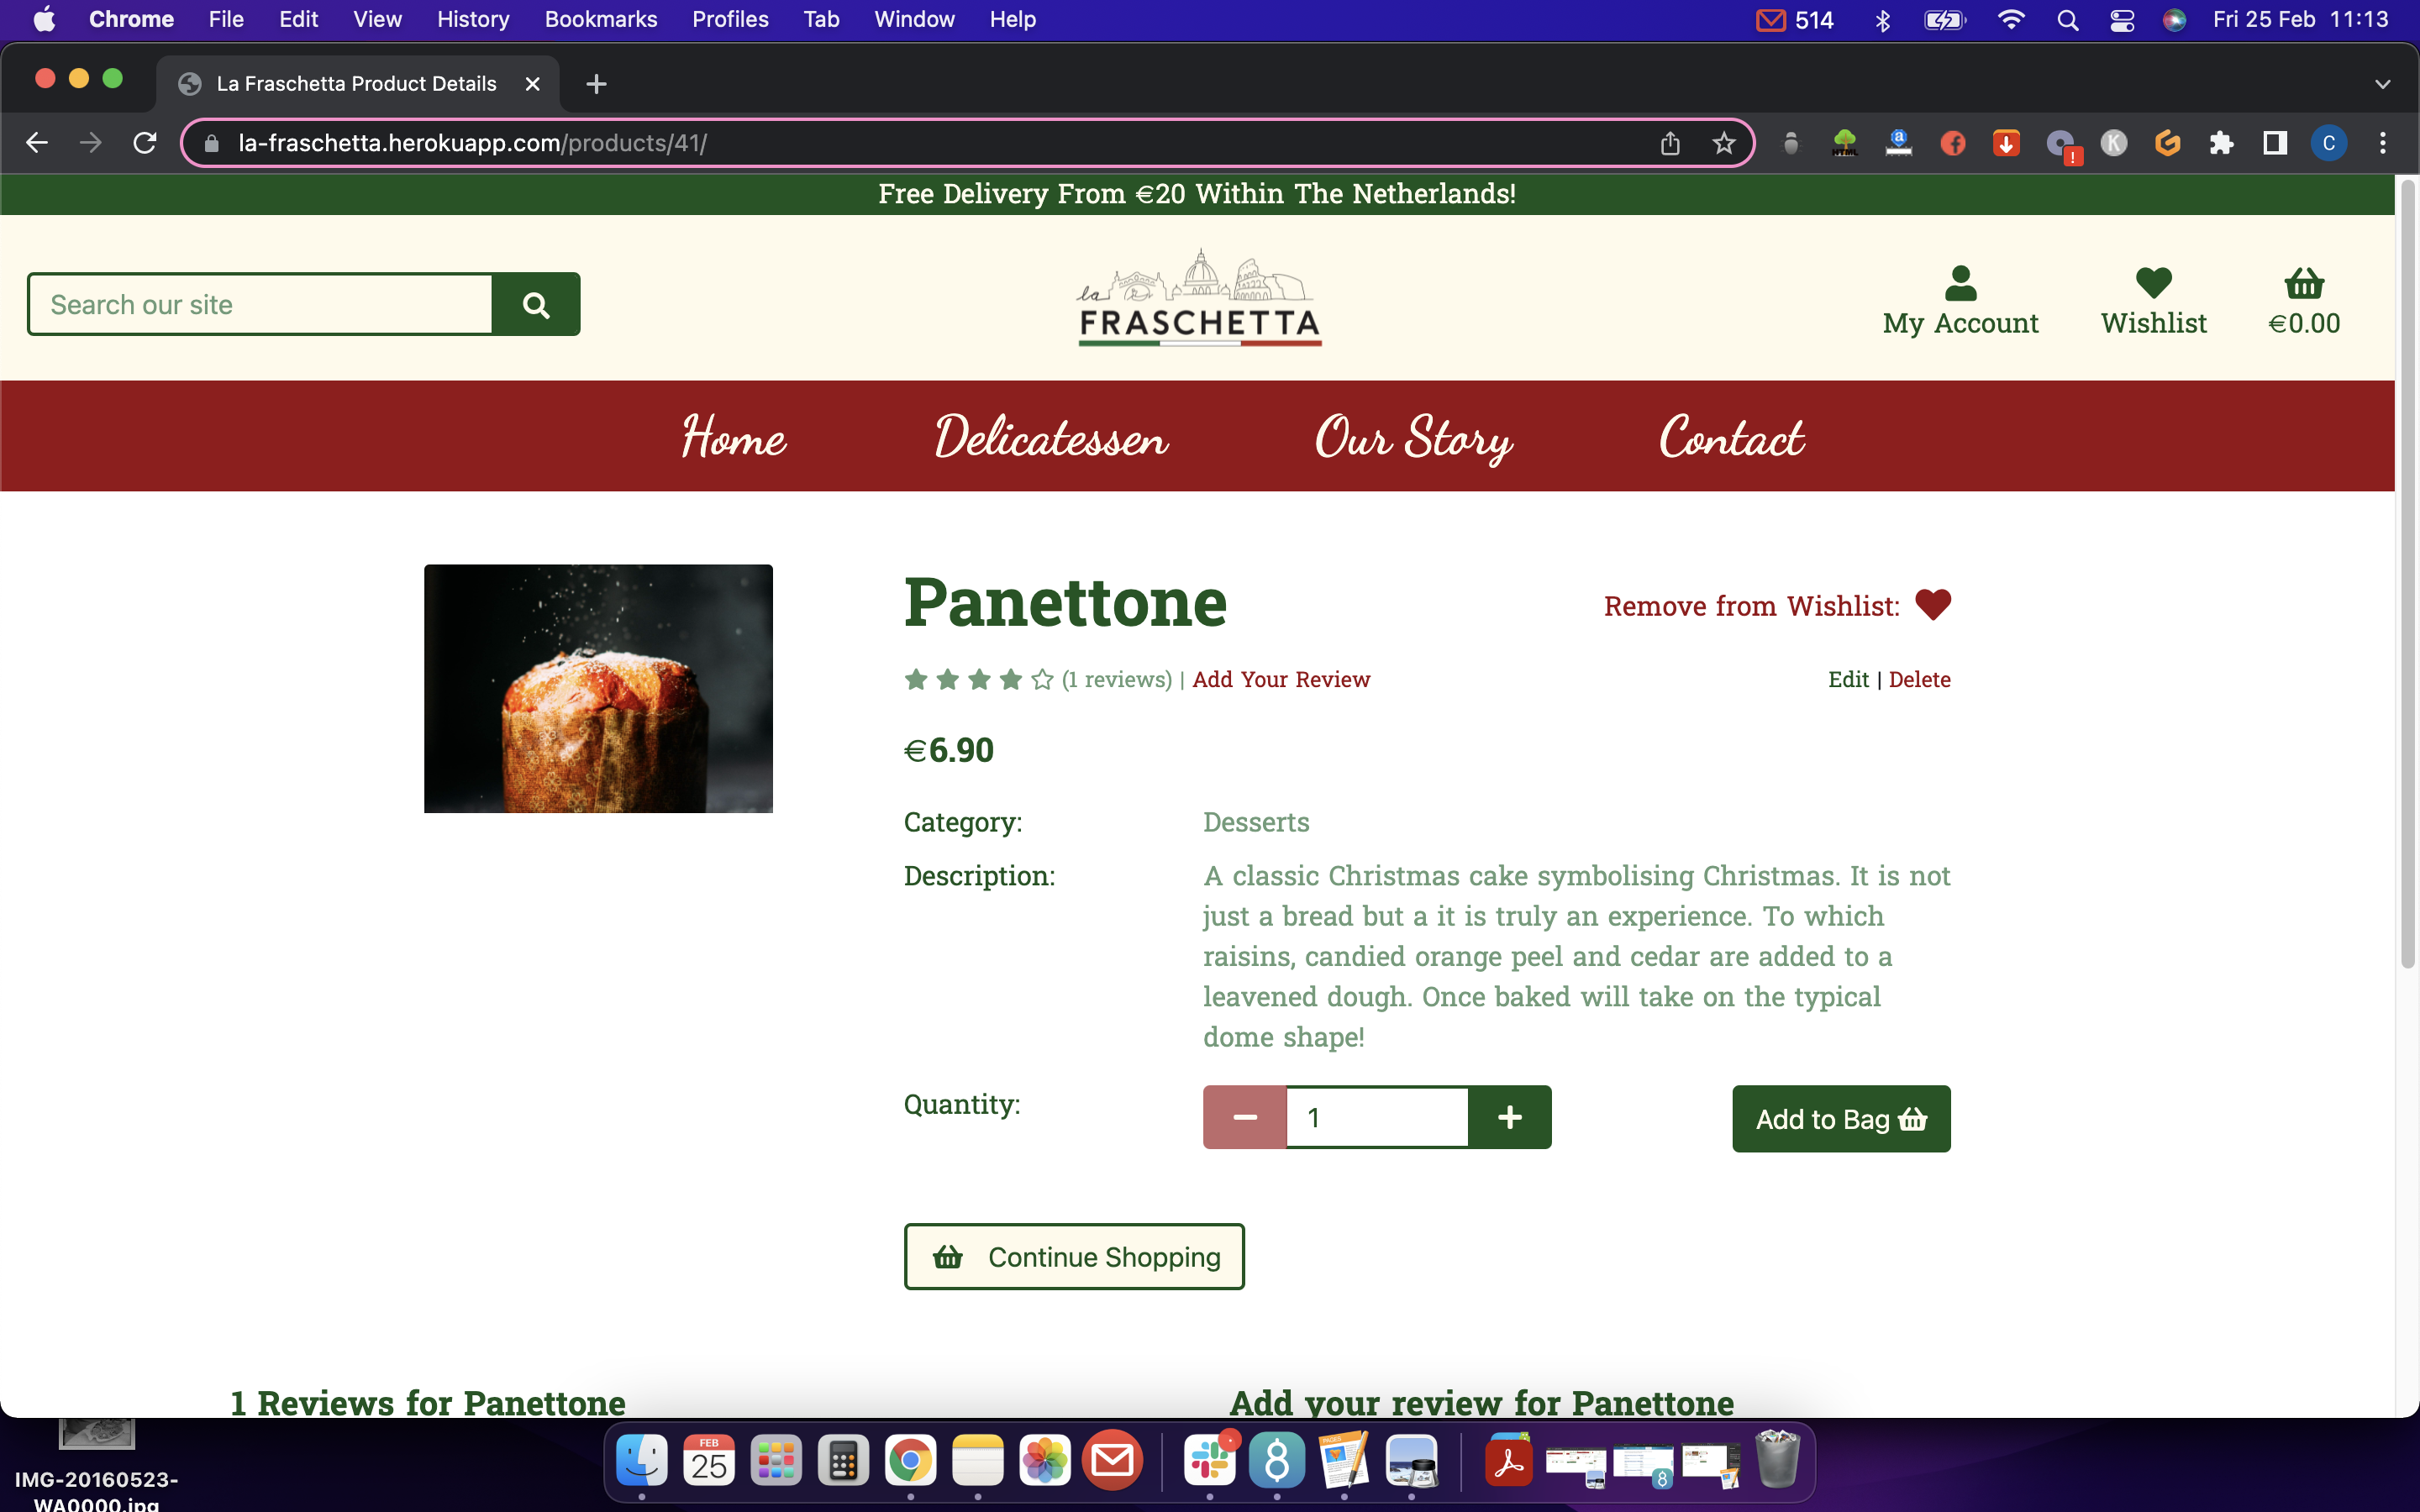 Chrome File Edit View History Bookmarks Profiles Tab Window Help 514 Fri 25 Feb 11:13
La Fraschetta Product Details
la-fraschetta.herokuapp.com/products/41/
C
Free Delivery From €20 Within The Netherlands!
Search our site
la
FRASCHETTA
My Account Wishlist €0.00
Home Delicatessen Our Story Contact
Panettone
Remove from Wishlist:
(1 reviews) | Add Your Review
Edit | Delete
€6.90
Category: Desserts
Description: A classic Christmas cake symbolising Christmas. It is not
just a bread but a it is truly an experience. To which
raisins, candied orange peel and cedar are added to a
leavened dough. Once baked will take on the typical
dome shape!
Quantity: 1
Add to Bag
Continue Shopping
1 Reviews for Panettone
Add your review for Panettone
FEB
25
IMG-20160523-
WA0000.jpg